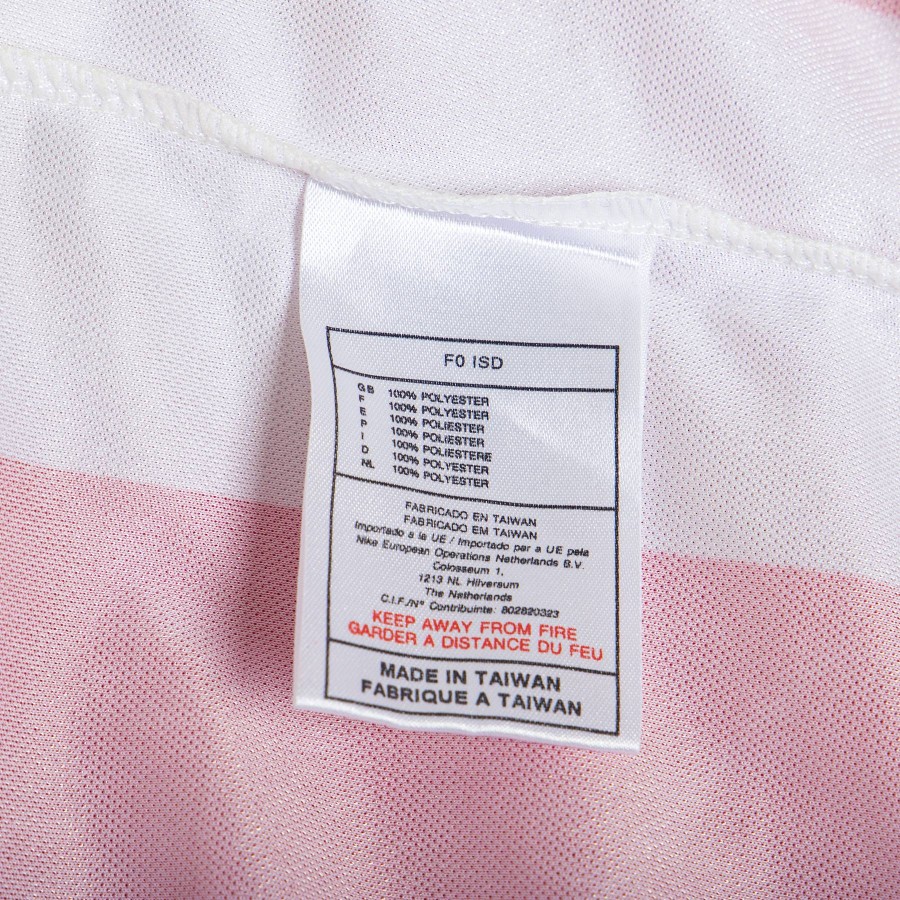 F0 ISD
GB 100% POLYESTER
F 100% POLYESTER
E 100% POLIESTER
P 100% POLIESTER
I 100% POLIESTERE
D 100% POLYESTER
NL 100% POLYESTER
FABRICADO EN TAIWAN
FABRICADO EM TAIWAN
Importado a la UE / Importado par a UE pela
Nike European Operations Netherlands B.V.
Colosseum 1,
1213 NL Hilversum
The Netherlands
C.I.F./N° Contribuinte: 802820323
KEEP AWAY FROM FIRE
GARDER A DISTANCE DU FEU
MADE IN TAIWAN
FABRIQUE A TAIWAN